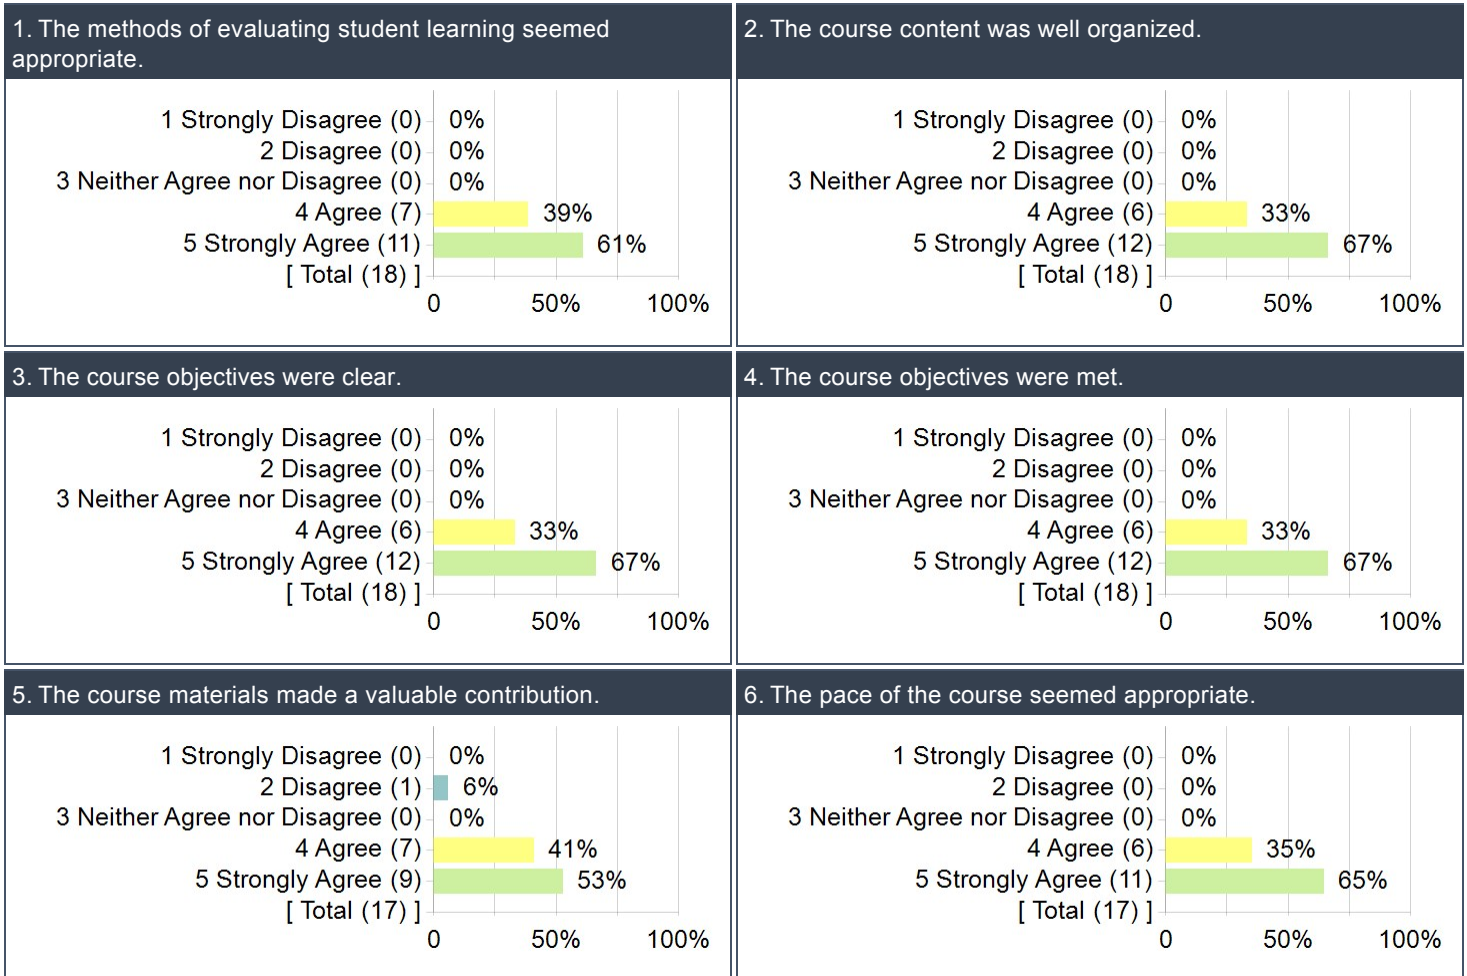 1. The methods of evaluating student learning seemed
appropriate.
1 Strongly Disagree (0) 0%
2 Disagree (0) 0%
3 Neither Agree nor Disagree (0) 0%
4 Agree (7) 39%
5 Strongly Agree (11) 61%
[ Total (18) ]
0 50% 100%
2. The course content was well organized.
1 Strongly Disagree (0) 0%
2 Disagree (0) 0%
3 Neither Agree nor Disagree (0) 0%
4 Agree (6) 33%
5 Strongly Agree (12) 67%
[ Total (18) ]
0 50% 100%
3. The course objectives were clear.
1 Strongly Disagree (0) 0%
2 Disagree (0) 0%
3 Neither Agree nor Disagree (0) 0%
4 Agree (6) 33%
5 Strongly Agree (12) 67%
[ Total (18) ]
0 50% 100%
4. The course objectives were met.
1 Strongly Disagree (0) 0%
2 Disagree (0) 0%
3 Neither Agree nor Disagree (0) 0%
4 Agree (6) 33%
5 Strongly Agree (12) 67%
[ Total (18) ]
0 50% 100%
5. The course materials made a valuable contribution.
1 Strongly Disagree (0) 0%
2 Disagree (1) 6%
3 Neither Agree nor Disagree (0) 0%
4 Agree (7) 41%
5 Strongly Agree (9) 53%
[ Total (17) ]
0 50% 100%
6. The pace of the course seemed appropriate.
1 Strongly Disagree (0) 0%
2 Disagree (0) 0%
3 Neither Agree nor Disagree (0) 0%
4 Agree (6) 35%
5 Strongly Agree (11) 65%
[ Total (17) ]
0 50% 100%